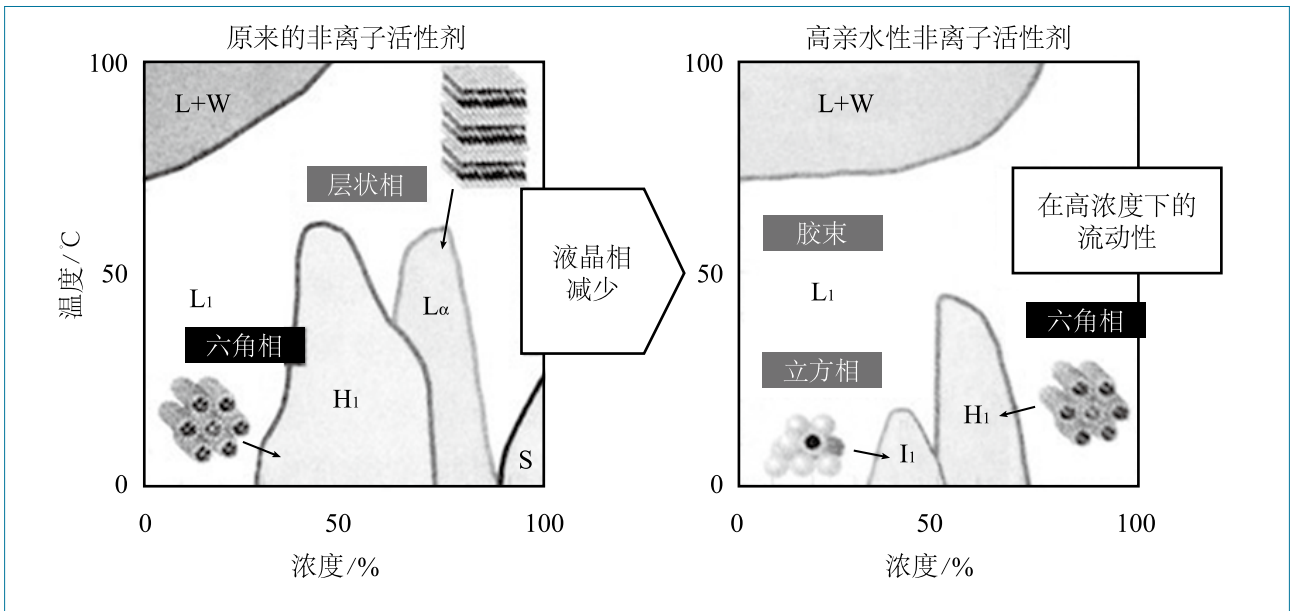 原来的非离子活性剂
100
L+W
层状相
50
温度/℃
L₁
Lα
六角相
H₁
S
0
0
50
100
浓度/%
液晶相
减少
高亲水性非离子活性剂
100
L+W
在高浓度下的
流动性
胶束
50
L₁
六角相
立方相
H₁
I₁
0
0
50
100
浓度/%